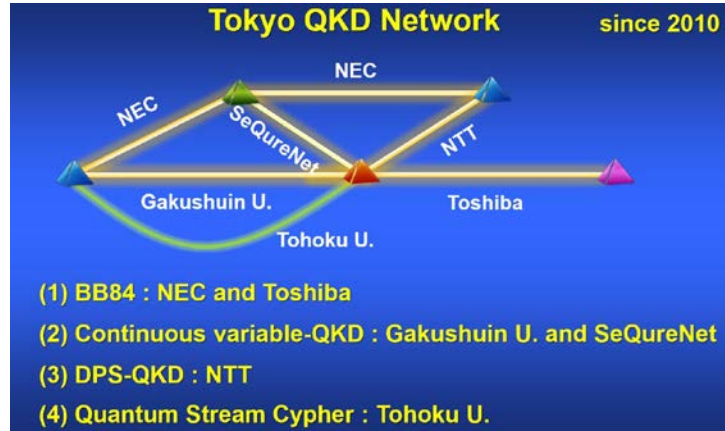 Tokyo QKD Network since 2010
NEC
NEC
SeQureNet
NTT
Gakushuin U.
Toshiba
Tohoku U.
(1) BB84 : NEC and Toshiba
(2) Continuous variable-QKD : Gakushuin U. and SeQureNet
(3) DPS-QKD : NTT
(4) Quantum Stream Cypher : Tohoku U.